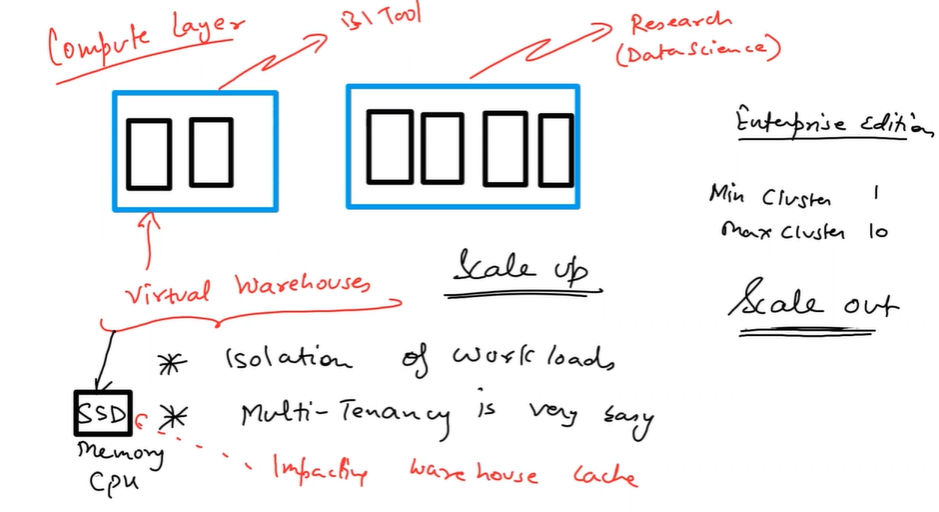 Compute Layer
BI Tool
Research
(DataScience)
Enterprise Edition
Min Cluster 1
Max Cluster 10
Scale up
Scale out
Virtual Warehouses
* Isolation of workloads
SSD
* Multi-Tenancy is very easy
Memory
CPU
Impacting warehouse cache